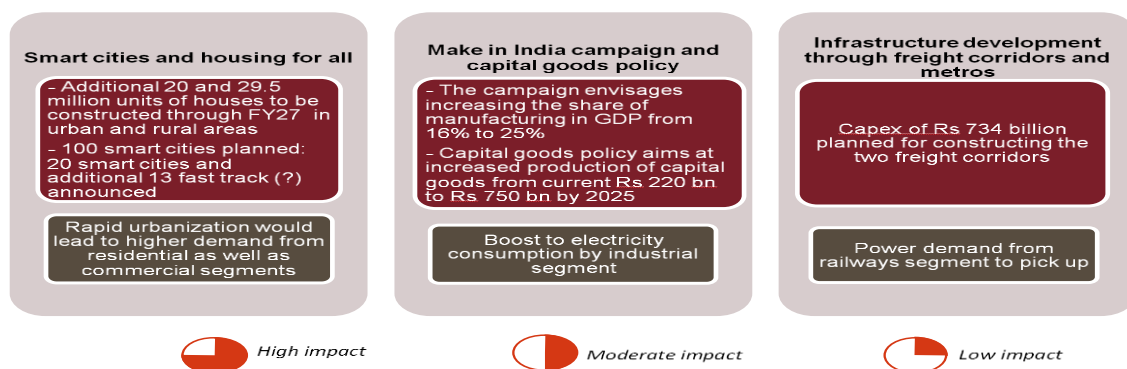 Smart cities and housing for all
- Additional 20 and 29.5
million units of houses to be
constructed through FY27 in
urban and rural areas
- 100 smart cities planned:
20 smart cities and
additional 13 fast track (?)
announced
Rapid urbanization would
lead to higher demand from
residential as well as
commercial segments
Make in India campaign and
capital goods policy
- The campaign envisages
increasing the share of
manufacturing in GDP from
16% to 25%
- Capital goods policy aims at
increased production of capital
goods from current Rs 220 bn
to Rs 750 bn by 2025
Boost to electricity
consumption by industrial
segment
Infrastructure development
through freight corridors and
metros
Capex of Rs 734 billion
planned for constructing the
two freight corridors
Power demand from
railways segment to pick up
High impact
Moderate impact
Low impact